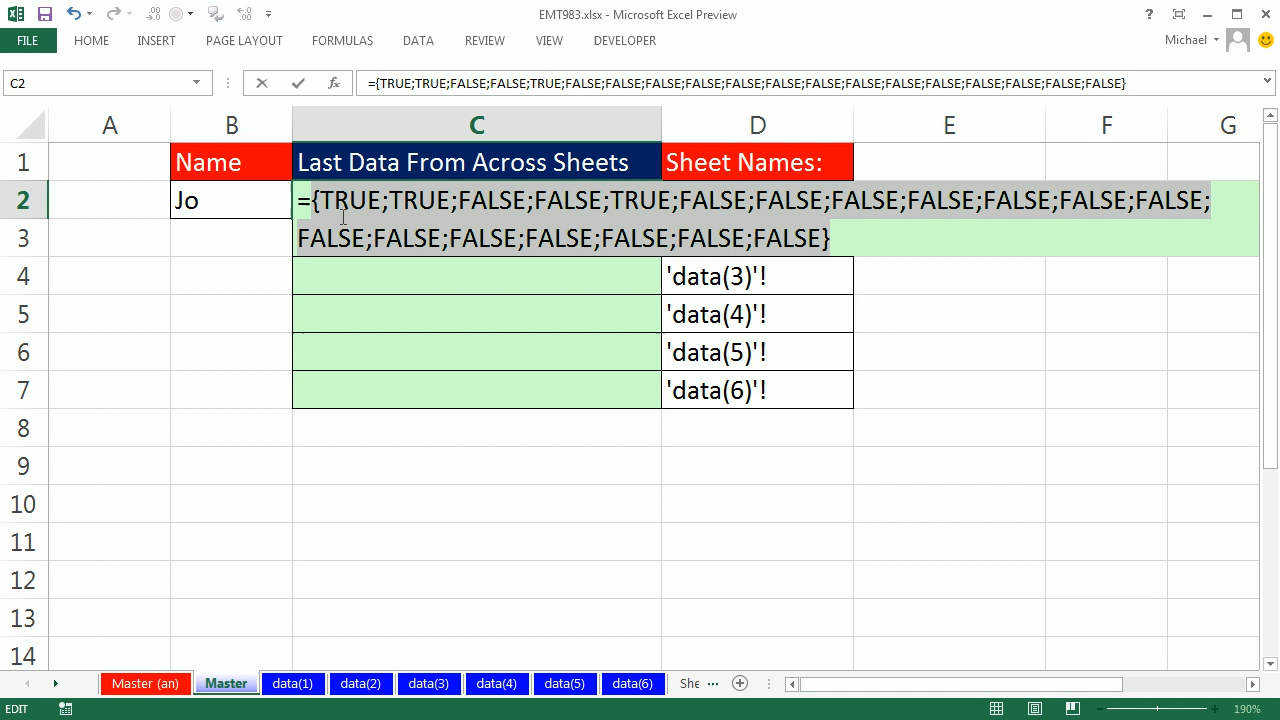 EMT983.xlsx - Microsoft Excel Preview
FILE HOME INSERT PAGE LAYOUT FORMULAS DATA REVIEW VIEW DEVELOPER Michael
C2 fx ={TRUE;TRUE;FALSE;FALSE;TRUE;FALSE;FALSE;FALSE;FALSE;FALSE;FALSE;FALSE;FALSE;FALSE;FALSE;FALSE;FALSE;FALSE;FALSE}
A B C D E F G
1 Name Last Data From Across Sheets Sheet Names:
2 Jo ={TRUE;TRUE;FALSE;FALSE;TRUE;FALSE;FALSE;FALSE;FALSE;FALSE;FALSE;FALSE;
3 FALSE;FALSE;FALSE;FALSE;FALSE;FALSE;FALSE}
4 'data(3)'!
5 'data(4)'!
6 'data(5)'!
7 'data(6)'!
8
9
10
11
12
13
14
Master (an) Master data(1) data(2) data(3) data(4) data(5) data(6) She ...
EDIT 190%